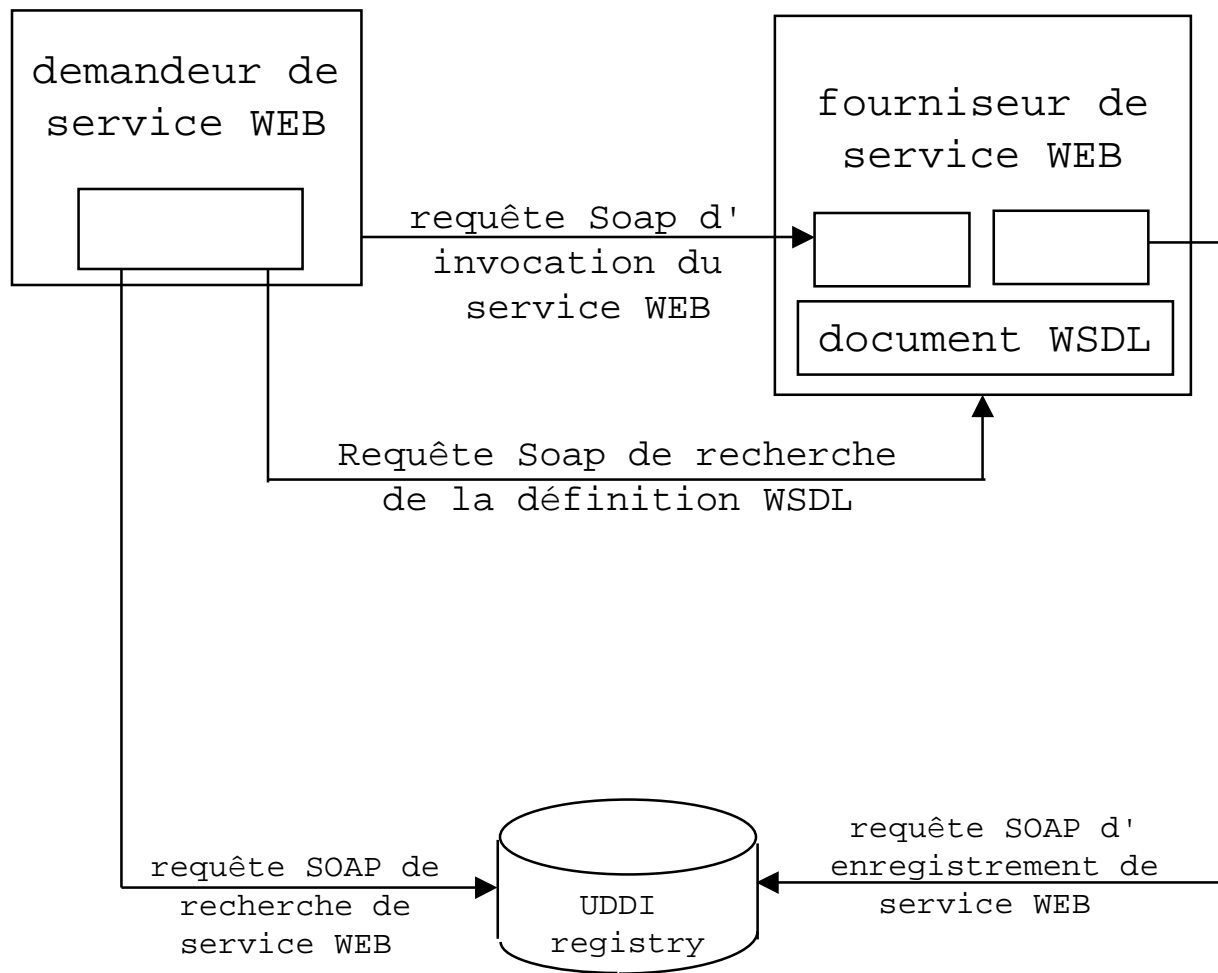 demandeur de
service WEB
fourniseur de
service WEB
requête Soap d'
invocation du
service WEB
document WSDL
Requête Soap de recherche
de la définition WSDL
requête SOAP de
recherche de
service WEB
UDDI
registry
requête SOAP d'
enregistrement de
service WEB